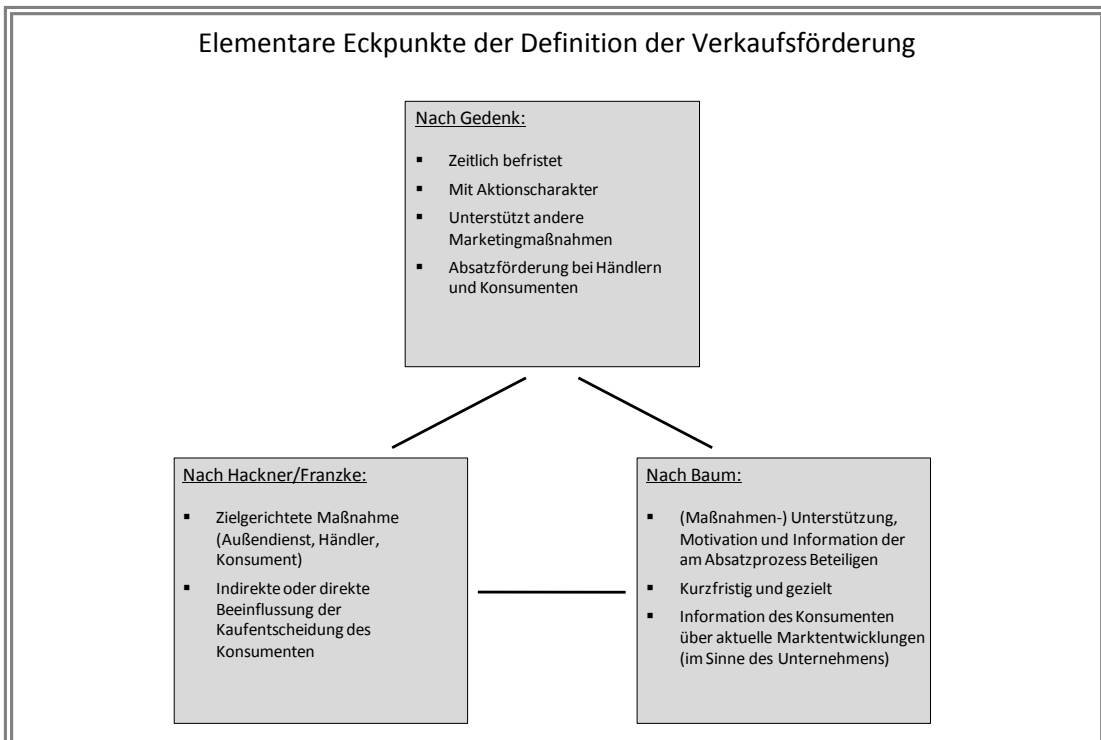 Elementare Eckpunkte der Definition der Verkaufsförderung
Nach Gedenk:
▪ Zeitlich befristet
▪ Mit Aktionscharakter
▪ Unterstützt andere
Marketingmaßnahmen
▪ Absatzförderung bei Händlern
und Konsumenten
Nach Hackner/Franzke:
▪ Zielgerichtete Maßnahme
(Außendienst, Händler,
Konsument)
▪ Indirekte oder direkte
Beeinflussung der
Kaufentscheidung des
Konsumenten
Nach Baum:
▪ (Maßnahmen-) Unterstützung,
Motivation und Information der
am Absatzprozess Beteiligen
▪ Kurzfristig und gezielt
▪ Information des Konsumenten
über aktuelle Marktentwicklungen
(im Sinne des Unternehmens)